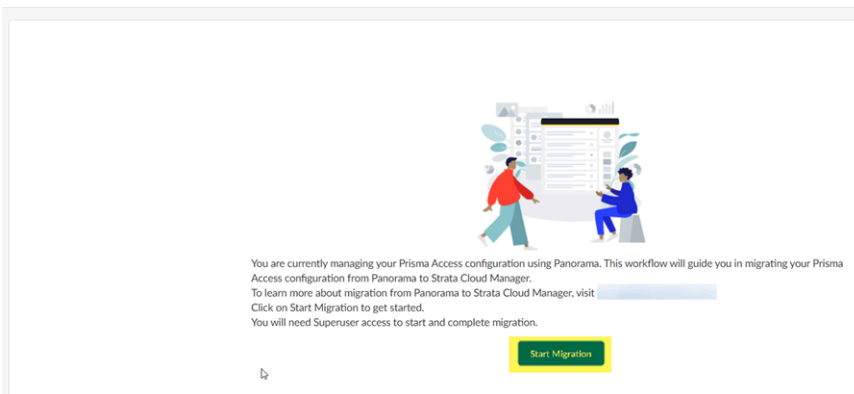 You are currently managing your Prisma Access configuration using Panorama. This workflow will guide you in migrating your Prisma
Access configuration from Panorama to Strata Cloud Manager.
To learn more about migration from Panorama to Strata Cloud Manager, visit
Click on Start Migration to get started.
You will need Superuser access to start and complete migration.
Start Migration